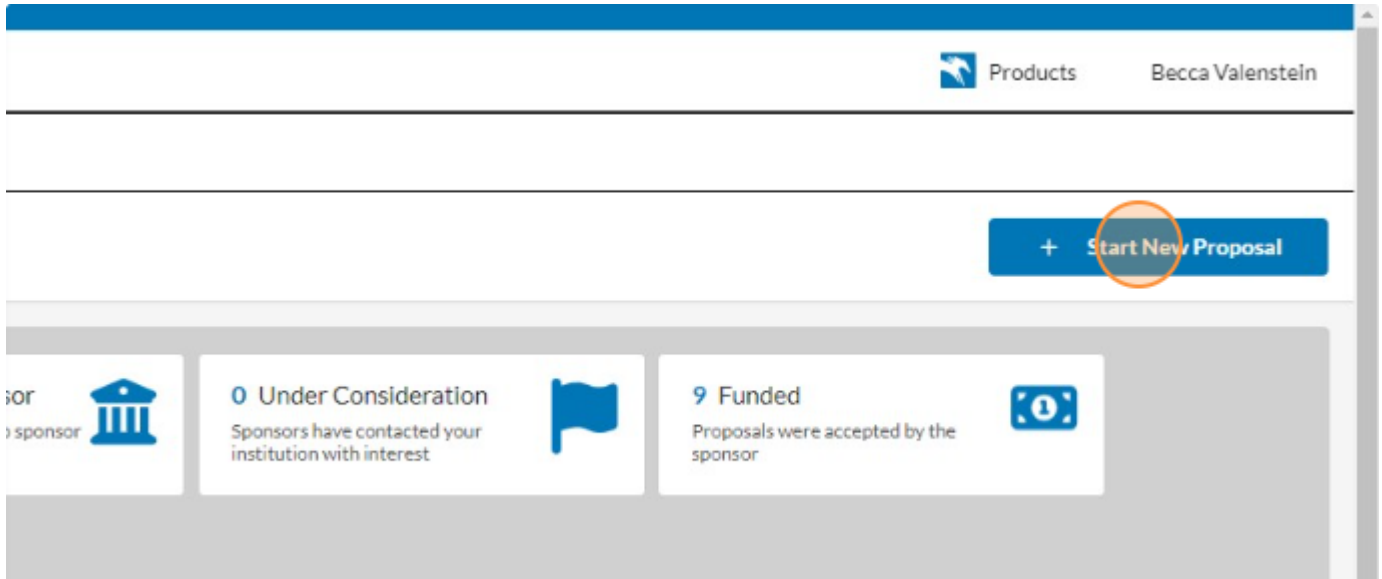 Products
Becca Valenstein
+ Start New Proposal
sor
sponsor
0 Under Consideration
Sponsors have contacted your
institution with interest
9 Funded
Proposals were accepted by the
sponsor
1